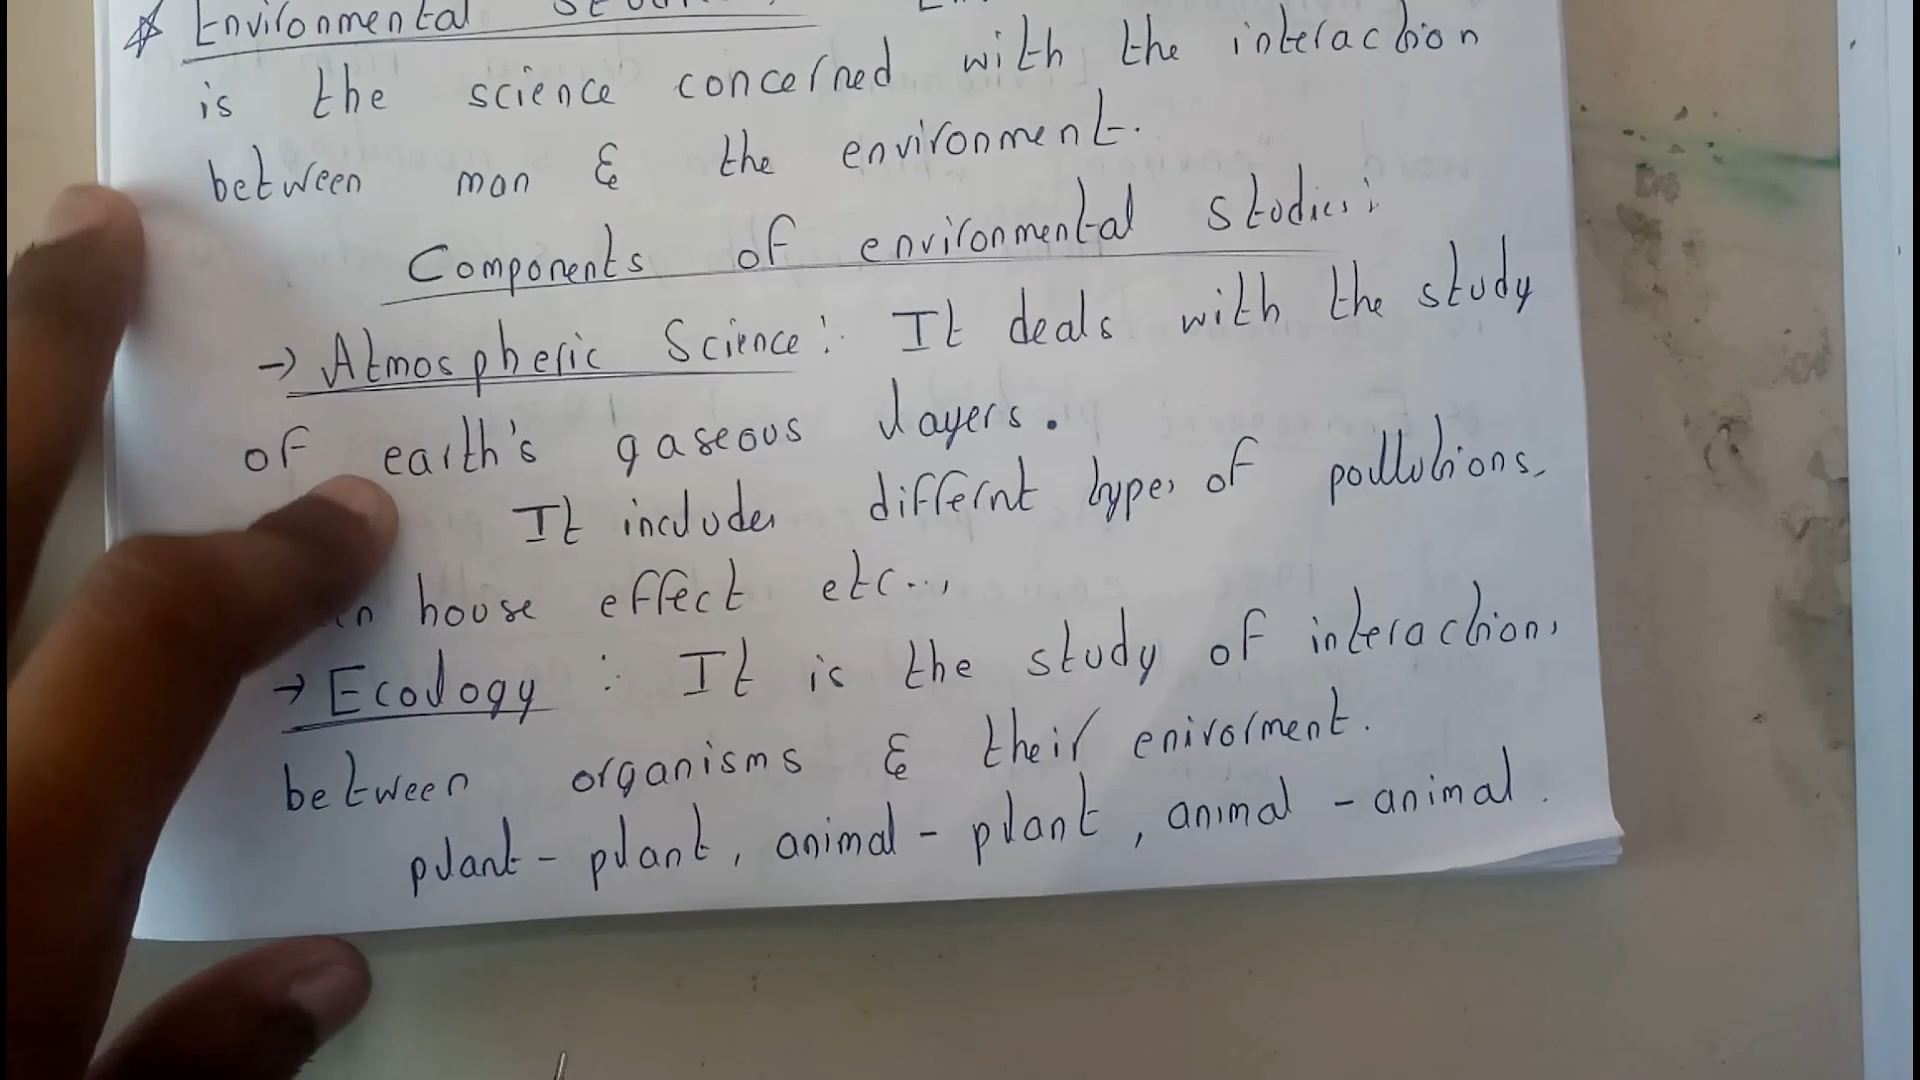 Environmental
is the science concerned with the interaction
between man & the environment.
Components of environmental studies:
→ Atmospheric Science: It deals with the study
of earth's gaseous layers.
It includes differnt types of pollutions,
house effect etc...
→ Ecology : It is the study of interactions
between organisms & their enivorment.
plant - plant, animal - plant, animal - animal.